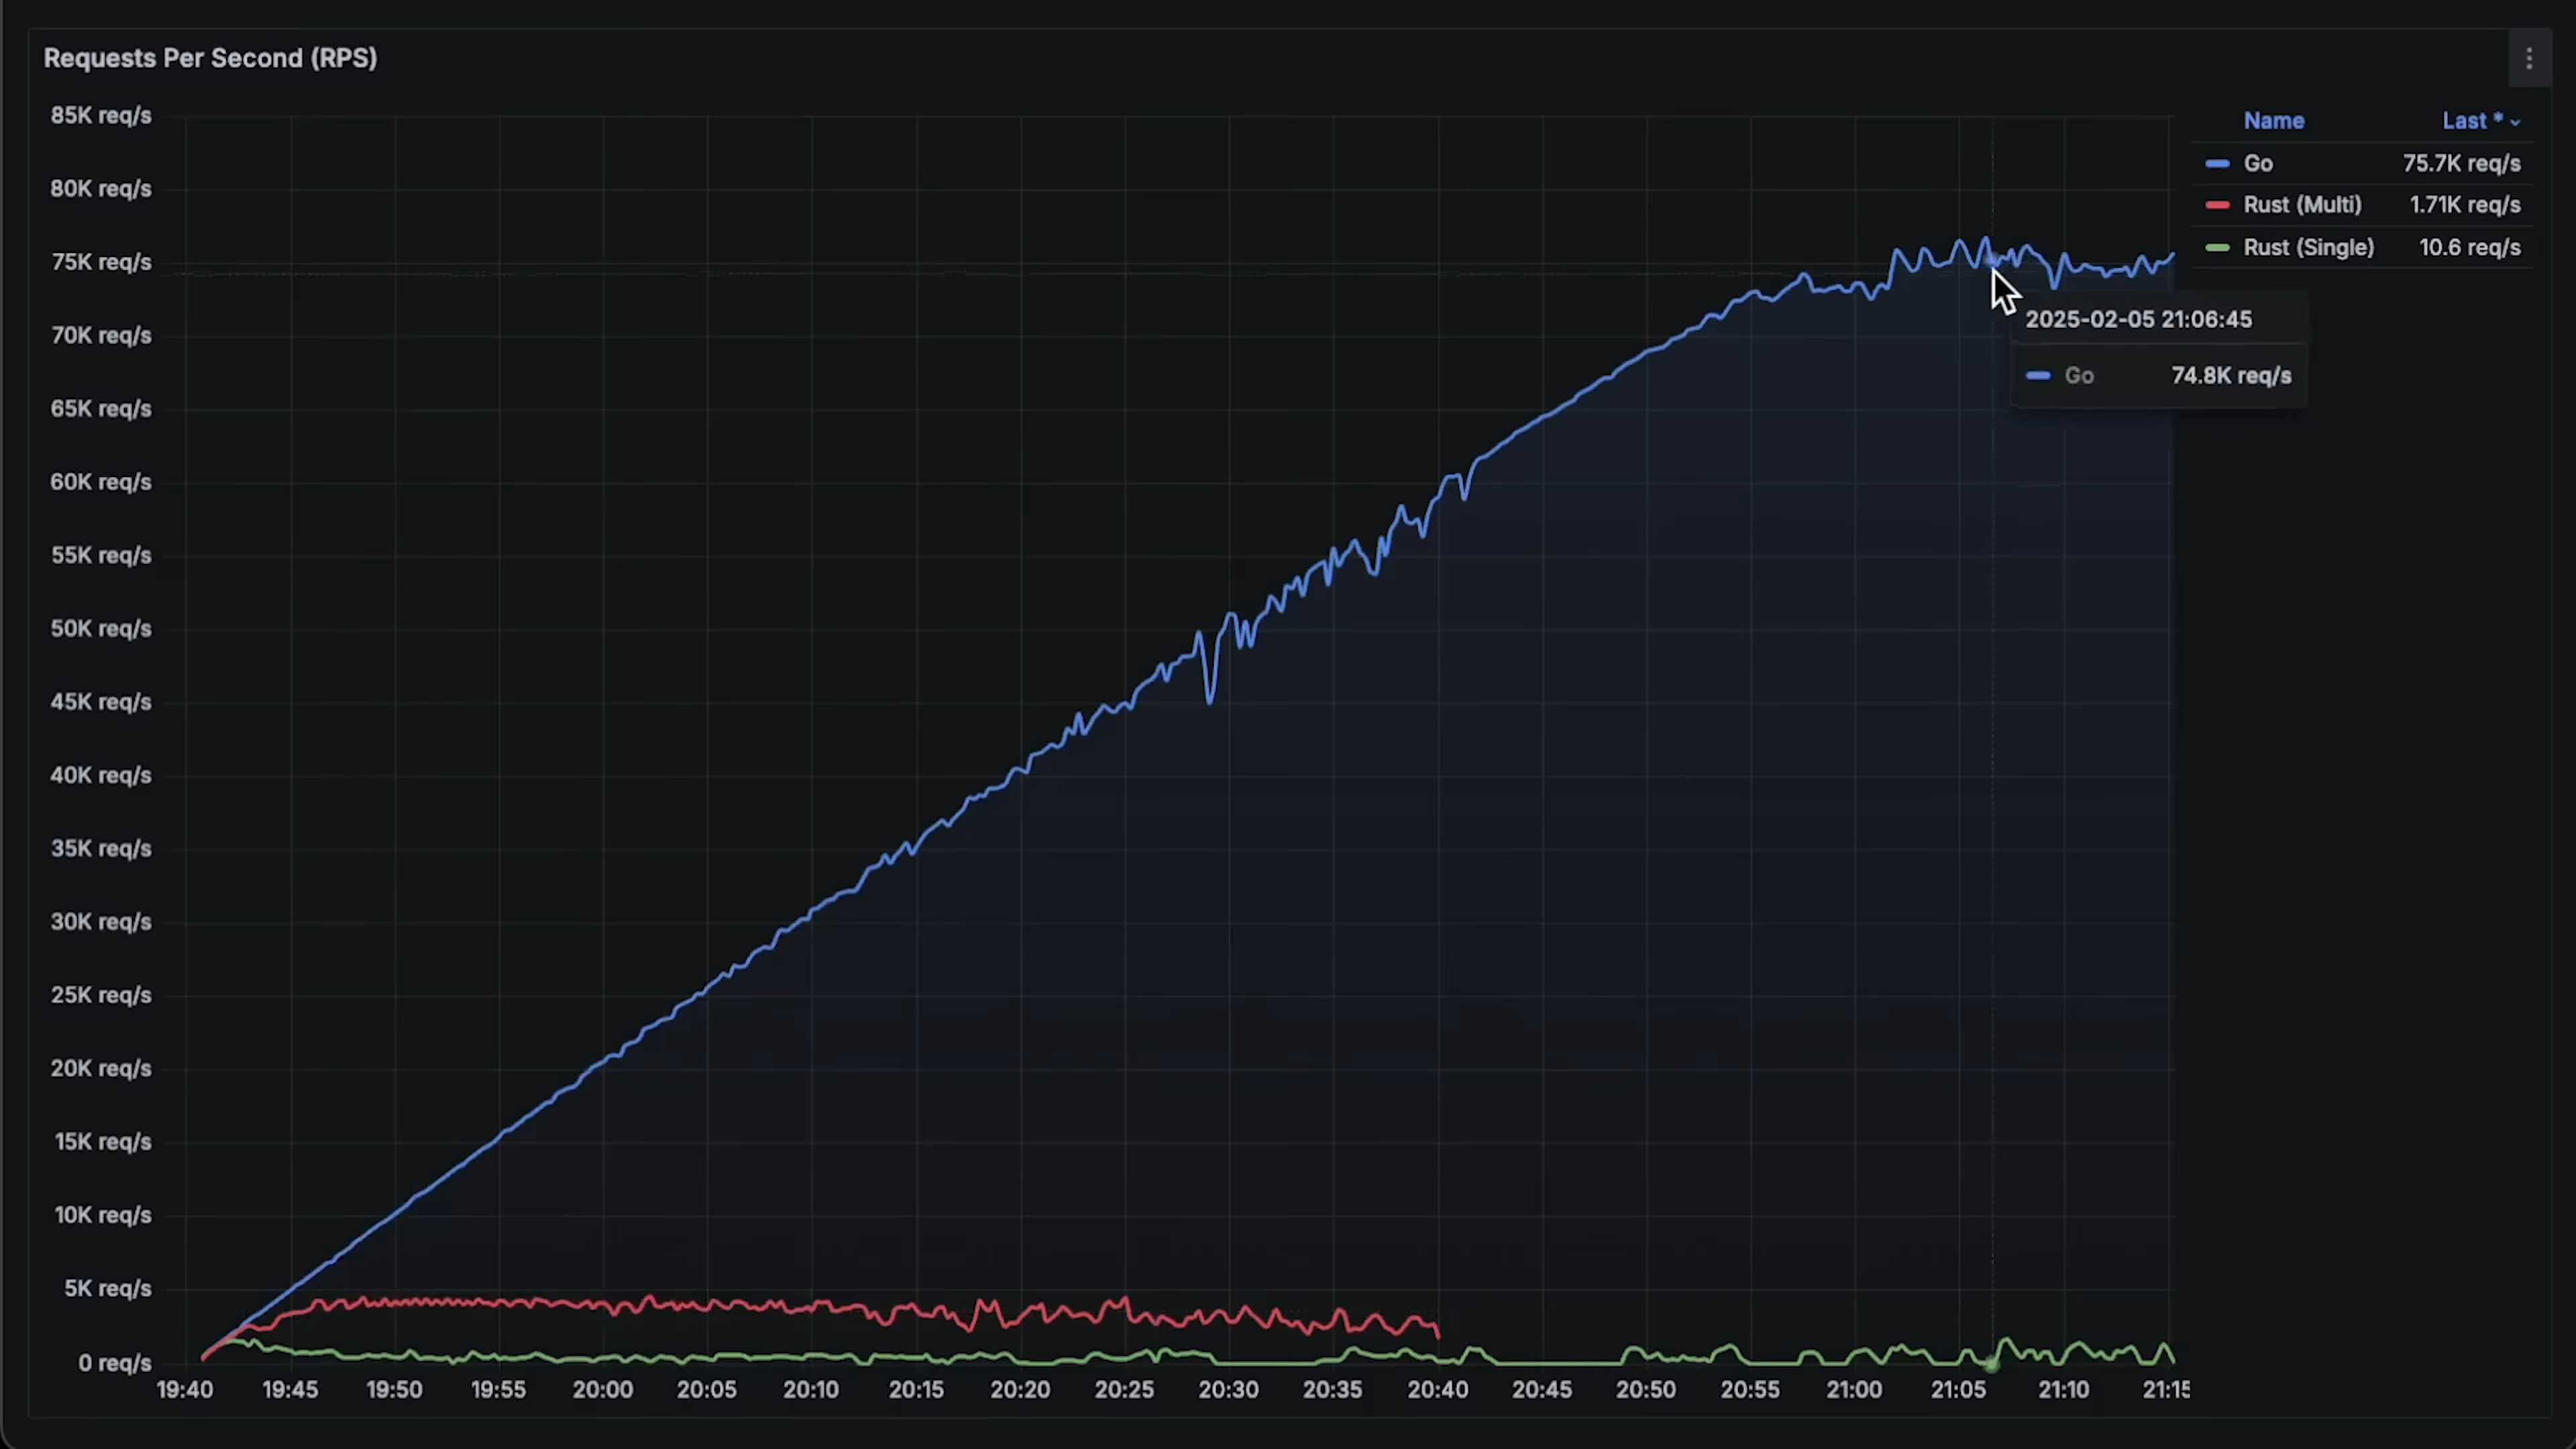 Requests Per Second (RPS)
85K req/s
80K req/s
75K req/s
70K req/s
65K req/s
60K req/s
55K req/s
50K req/s
45K req/s
40K req/s
35K req/s
30K req/s
25K req/s
20K req/s
15K req/s
10K req/s
5K req/s
0 req/s
19:40 19:45 19:50 19:55 20:00 20:05 20:10 20:15 20:20 20:25 20:30 20:35 20:40 20:45 20:50 20:55 21:00 21:05 21:10 21:15
Name Last *
Go 75.7K req/s
Rust (Multi) 1.71K req/s
Rust (Single) 10.6 req/s
2025-02-05 21:06:45
Go 74.8K req/s